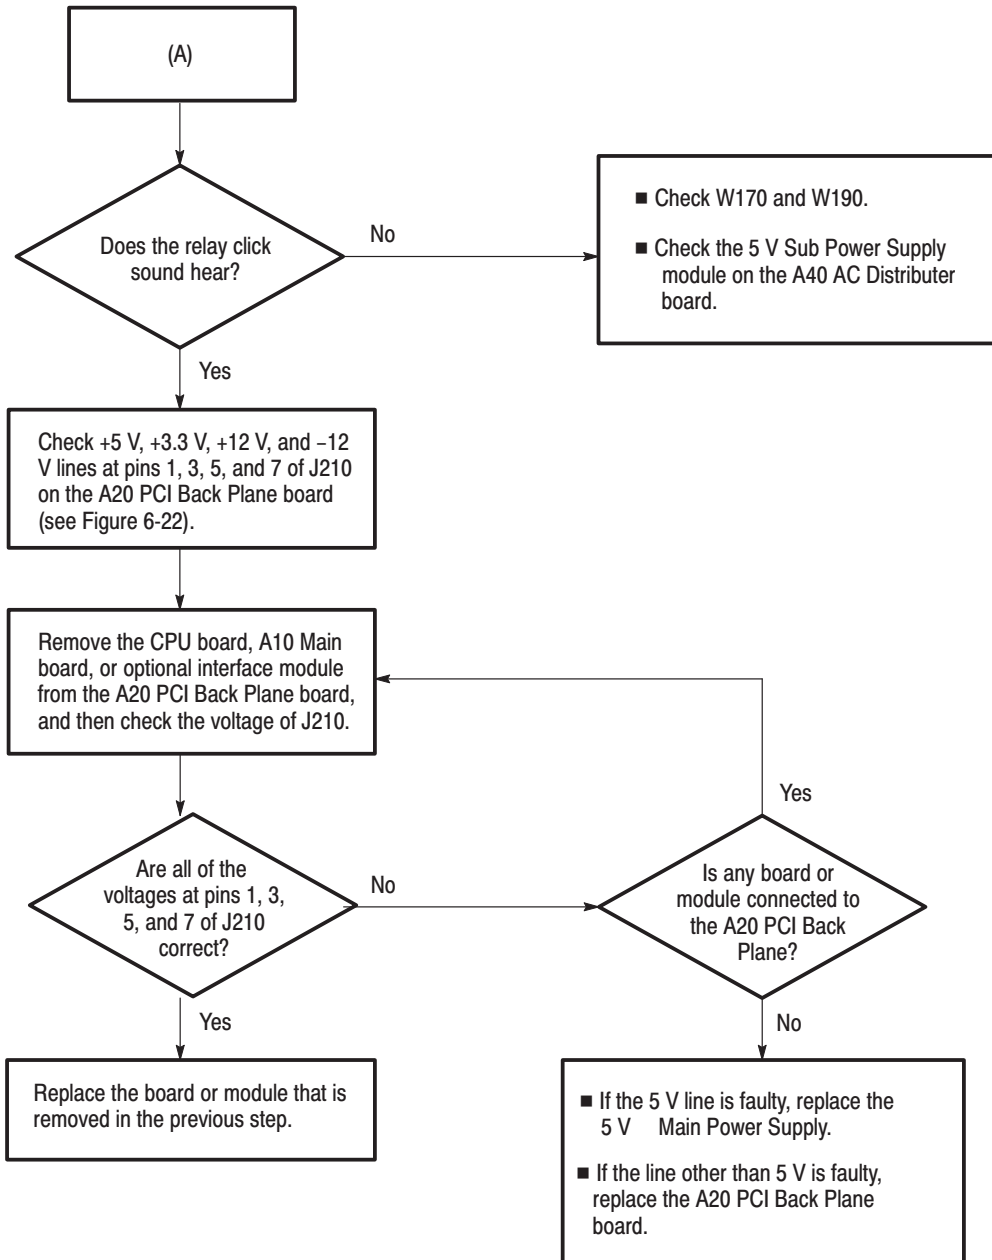 (A)
Does the relay click
sound hear?
No
■ Check W170 and W190.
■ Check the 5 V Sub Power Supply
module on the A40 AC Distributer
board.
Yes
Check +5 V, +3.3 V, +12 V, and –12
V lines at pins 1, 3, 5, and 7 of J210
on the A20 PCI Back Plane board
(see Figure 6-22).
Remove the CPU board, A10 Main
board, or optional interface module
from the A20 PCI Back Plane board,
and then check the voltage of J210.
Are all of the
voltages at pins 1, 3,
5, and 7 of J210
correct?
No
Is any board or
module connected to
the A20 PCI Back
Plane?
Yes
Yes
Replace the board or module that is
removed in the previous step.
No
■ If the 5 V line is faulty, replace the
5 V Main Power Supply.
■ If the line other than 5 V is faulty,
replace the A20 PCI Back Plane
board.